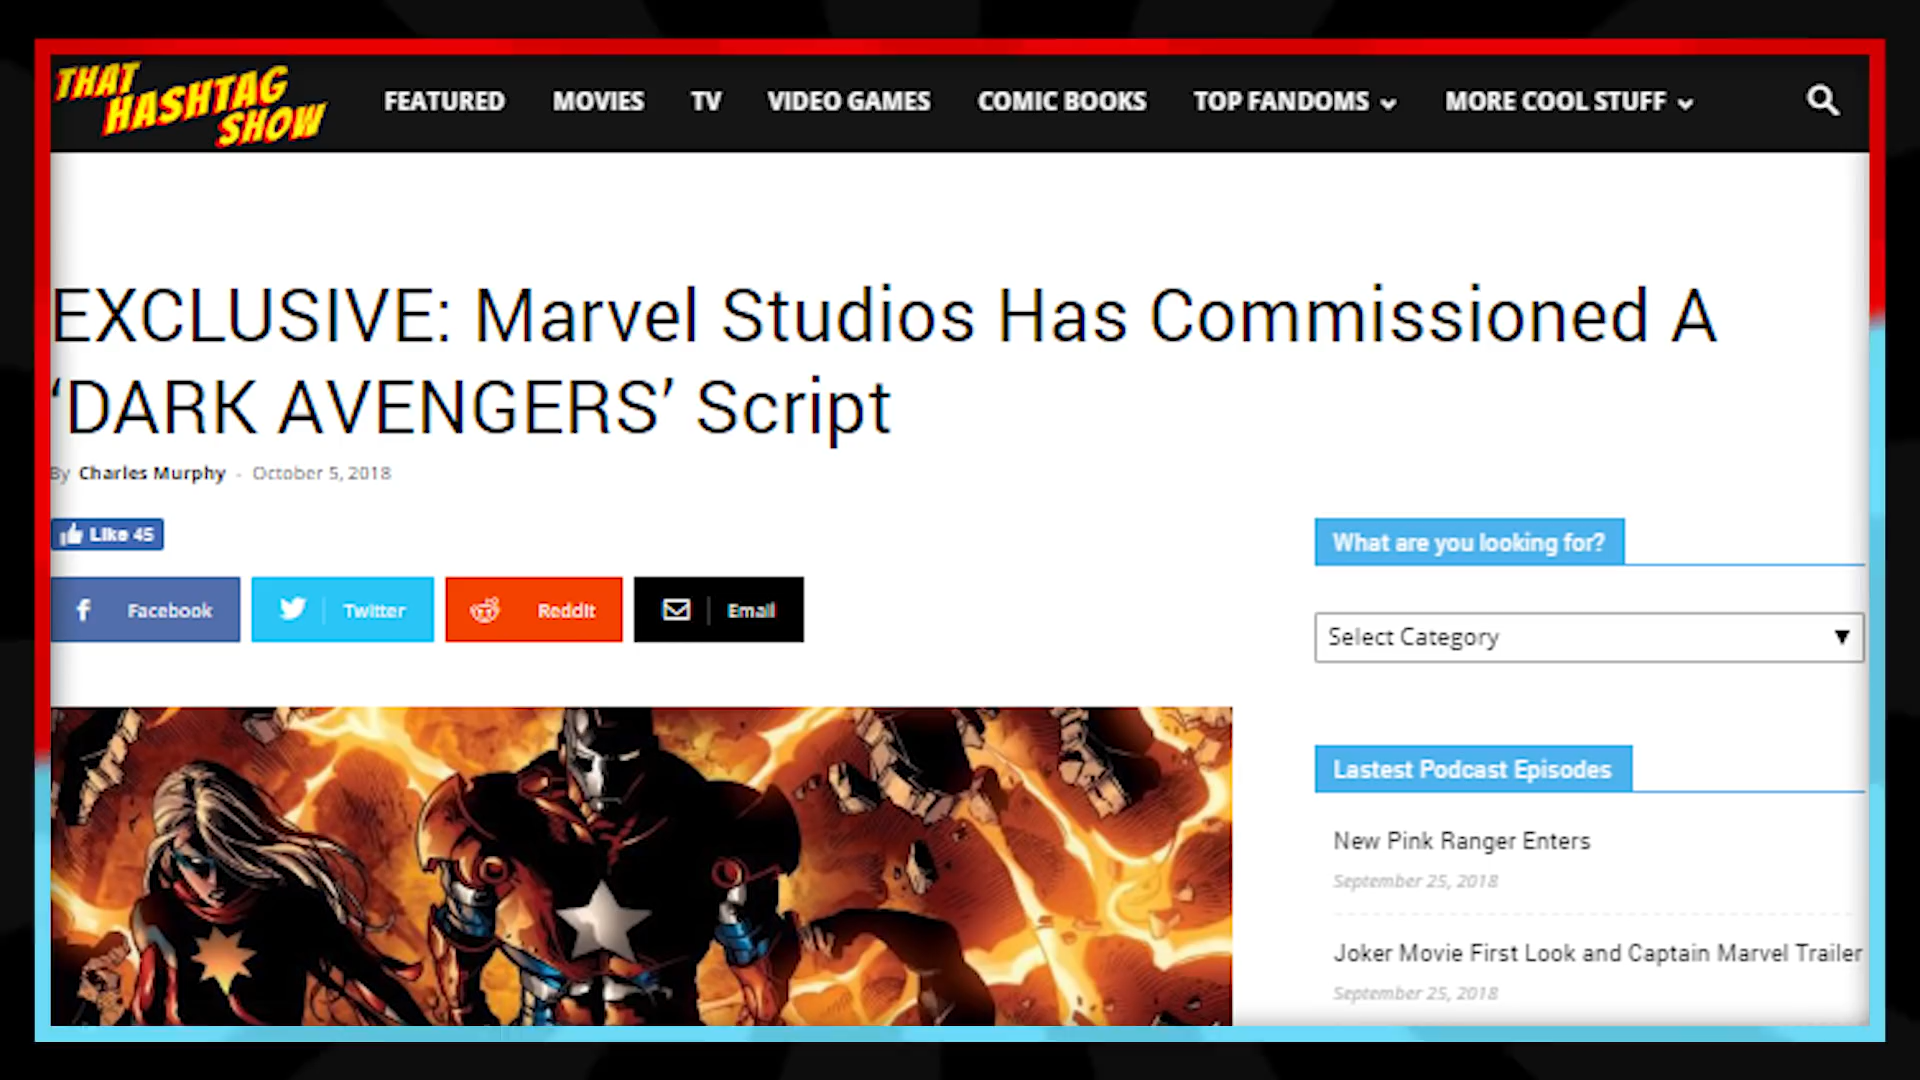 THAT
HASHTAG
SHOW
FEATURED MOVIES TV VIDEO GAMES COMIC BOOKS TOP FANDOMS MORE COOL STUFF
EXCLUSIVE: Marvel Studios Has Commissioned A
‘DARK AVENGERS’ Script
By Charles Murphy - October 5, 2018
Like 45
Facebook Twitter Reddit Email
What are you looking for?
Select Category
Lastest Podcast Episodes
New Pink Ranger Enters
September 25, 2018
Joker Movie First Look and Captain Marvel Trailer
September 25, 2018